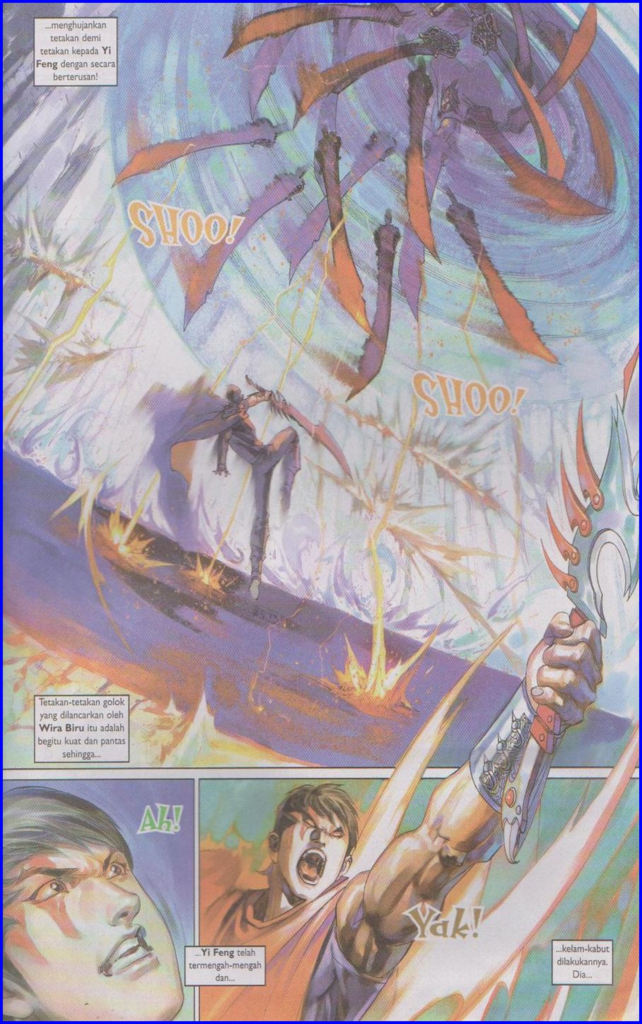 ...menghujankan
tetakan demi
tetakan kepada Yi
Feng dengan secara
berterusan!
SHOO!
SHOO!
Tetakan-tetakan golok
yang dilancarkan oleh
Wira Biru itu adalah
begitu kuat dan pantas
sehingga...
Ah!
...Yi Feng telah
termengah-mengah
dan...
Yak!
...kelam-kabut
dilakukannya.
Dia...